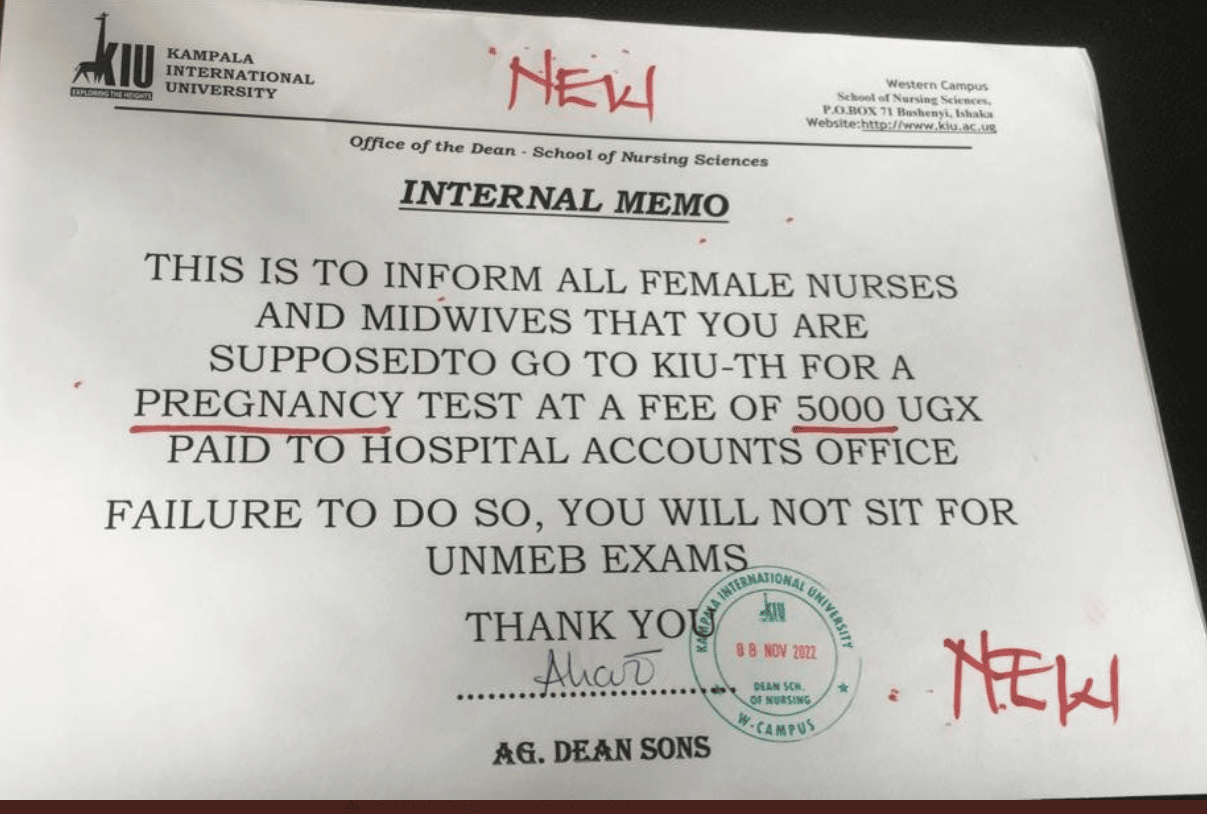 KIU
EXPLORING THE HEIGHTS
KAMPALA
INTERNATIONAL
UNIVERSITY
NEW
Western Campus
School of Nursing Sciences,
P.O.BOX 71 Bushenyi, Ishaka
Website:http://www.kiu.ac.ug
Office of the Dean - School of Nursing Sciences
INTERNAL MEMO
THIS IS TO INFORM ALL FEMALE NURSES
AND MIDWIVES THAT YOU ARE
SUPPOSEDTO GO TO KIU-TH FOR A
PREGNANCY TEST AT A FEE OF 5000 UGX
PAID TO HOSPITAL ACCOUNTS OFFICE
FAILURE TO DO SO, YOU WILL NOT SIT FOR
UNMEB EXAMS
THANK YOU
KAMPALA INTERNATIONAL UNIVERSITY
KIU
08 NOV 2022
DEAN SCH.
OF NURSING
W-CAMPUS
NEW
AG. DEAN SONS